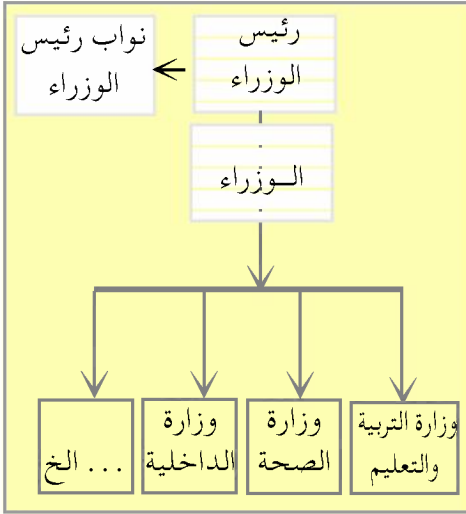 رئيس
الوزراء
نواب رئيس
الوزراء
الـوزراء
وزارة التربية
والتعليم
وزارة
الصحة
وزارة
الداخلية
... الخ